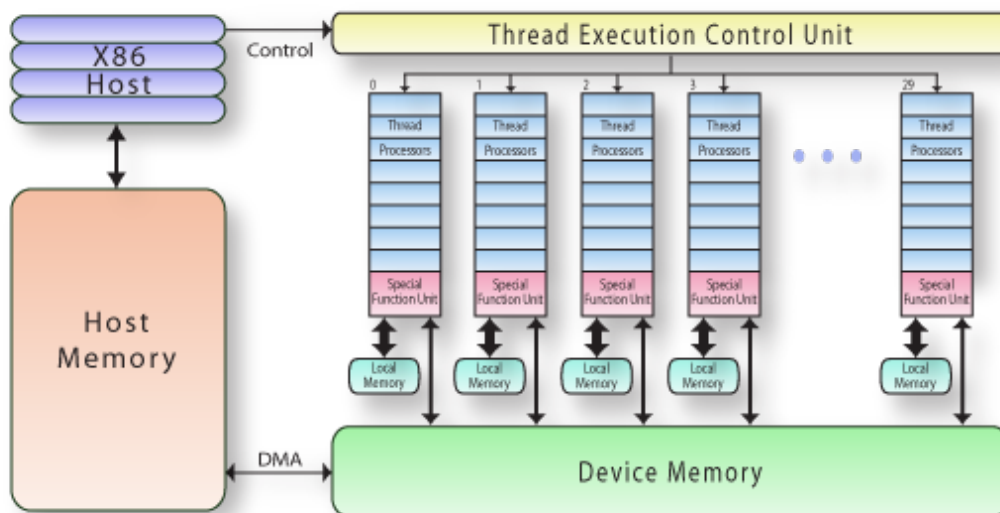 X86
Host
Control
Thread Execution Control Unit
0
1
2
3
29
Thread
Processors
Thread
Processors
Thread
Processors
Thread
Processors
Thread
Processors
Special
Function Unit
Special
Function Unit
Special
Function Unit
Special
Function Unit
Special
Function Unit
Host
Memory
Local
Memory
Local
Memory
Local
Memory
Local
Memory
Local
Memory
DMA
Device Memory